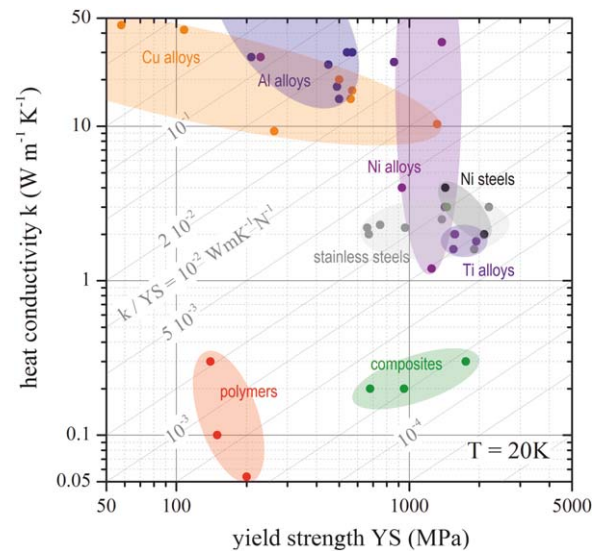 50
Cu alloys
Al alloys
10
10⁻¹
Ni alloys
Ni steels
2 10⁻²
stainless steels
k / YS = 10⁻² WmK⁻¹N⁻¹
Ti alloys
1
5 10⁻³
composites
polymers
0.1
10⁻³
10⁻⁴
T = 20K
0.05
50
100
1000
5000
heat conductivity k (W m⁻¹ K⁻¹)
yield strength YS (MPa)